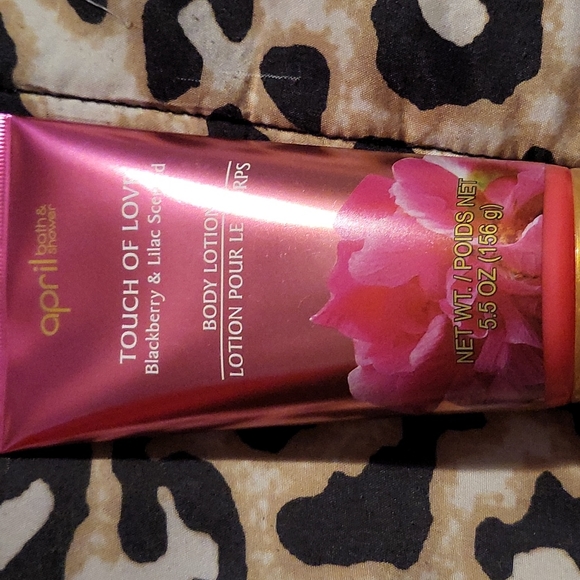 april
bath &
shower
TOUCH OF LOVE
Blackberry & Lilac Scented
BODY LOTION
LOTION POUR LE CORPS
NET WT. / POIDS NET
5.5 OZ (156 g)